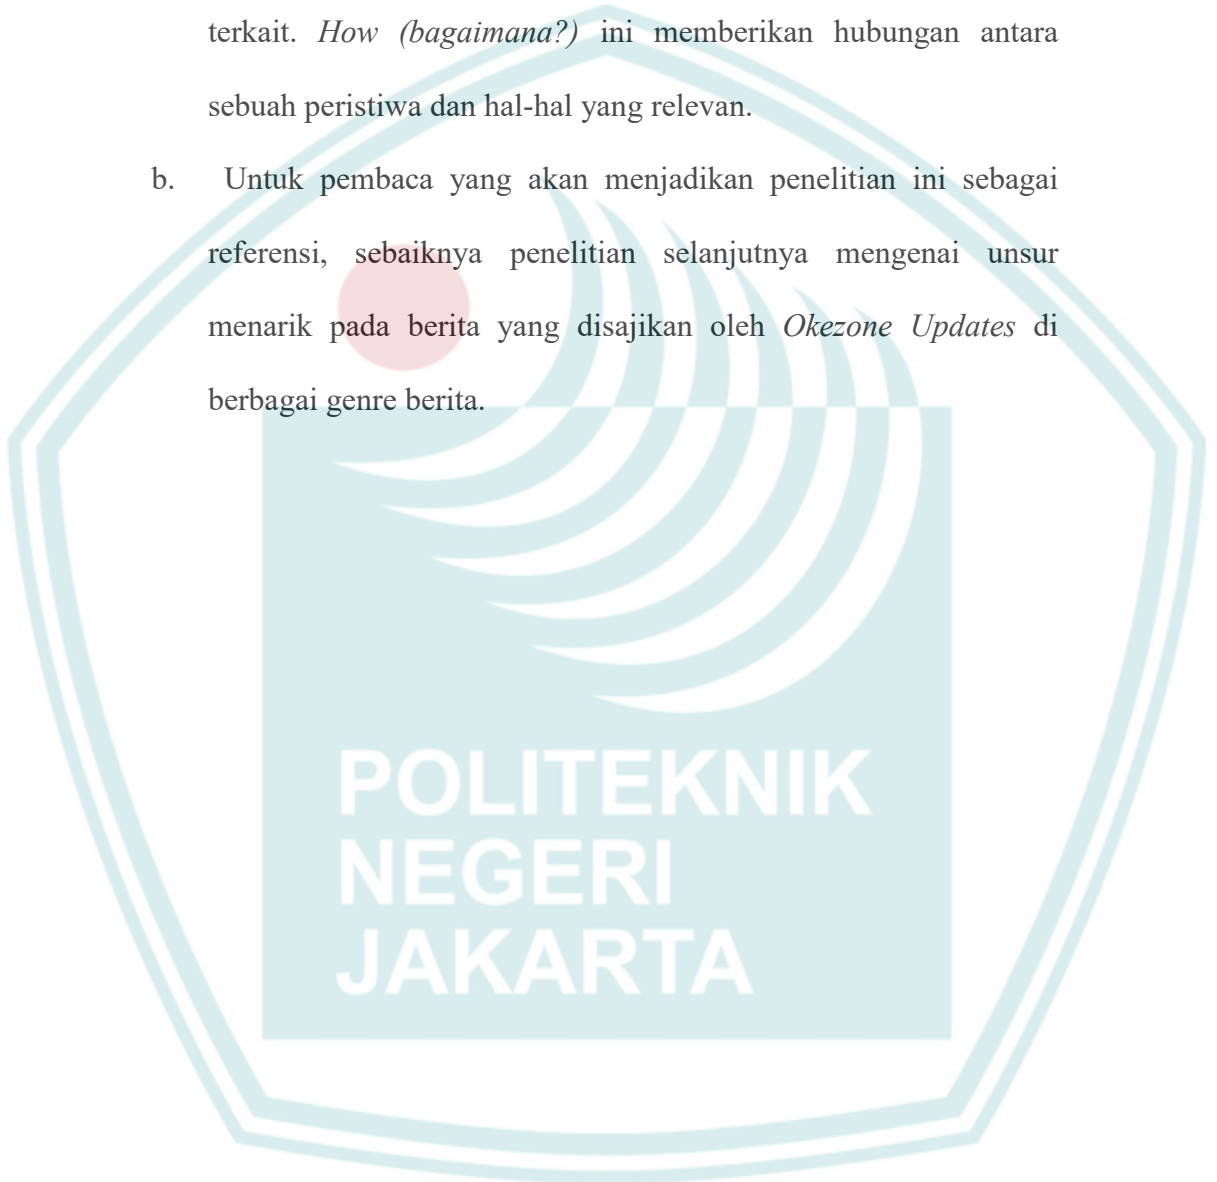 terkait. How (bagaimana?) ini memberikan hubungan antara
sebuah peristiwa dan hal-hal yang relevan.
b. Untuk pembaca yang akan menjadikan penelitian ini sebagai
referensi, sebaiknya penelitian selanjutnya mengenai unsur
menarik pada berita yang disajikan oleh Okezone Updates di
berbagai genre berita.
POLITEKNIK
NEGERI
JAKARTA